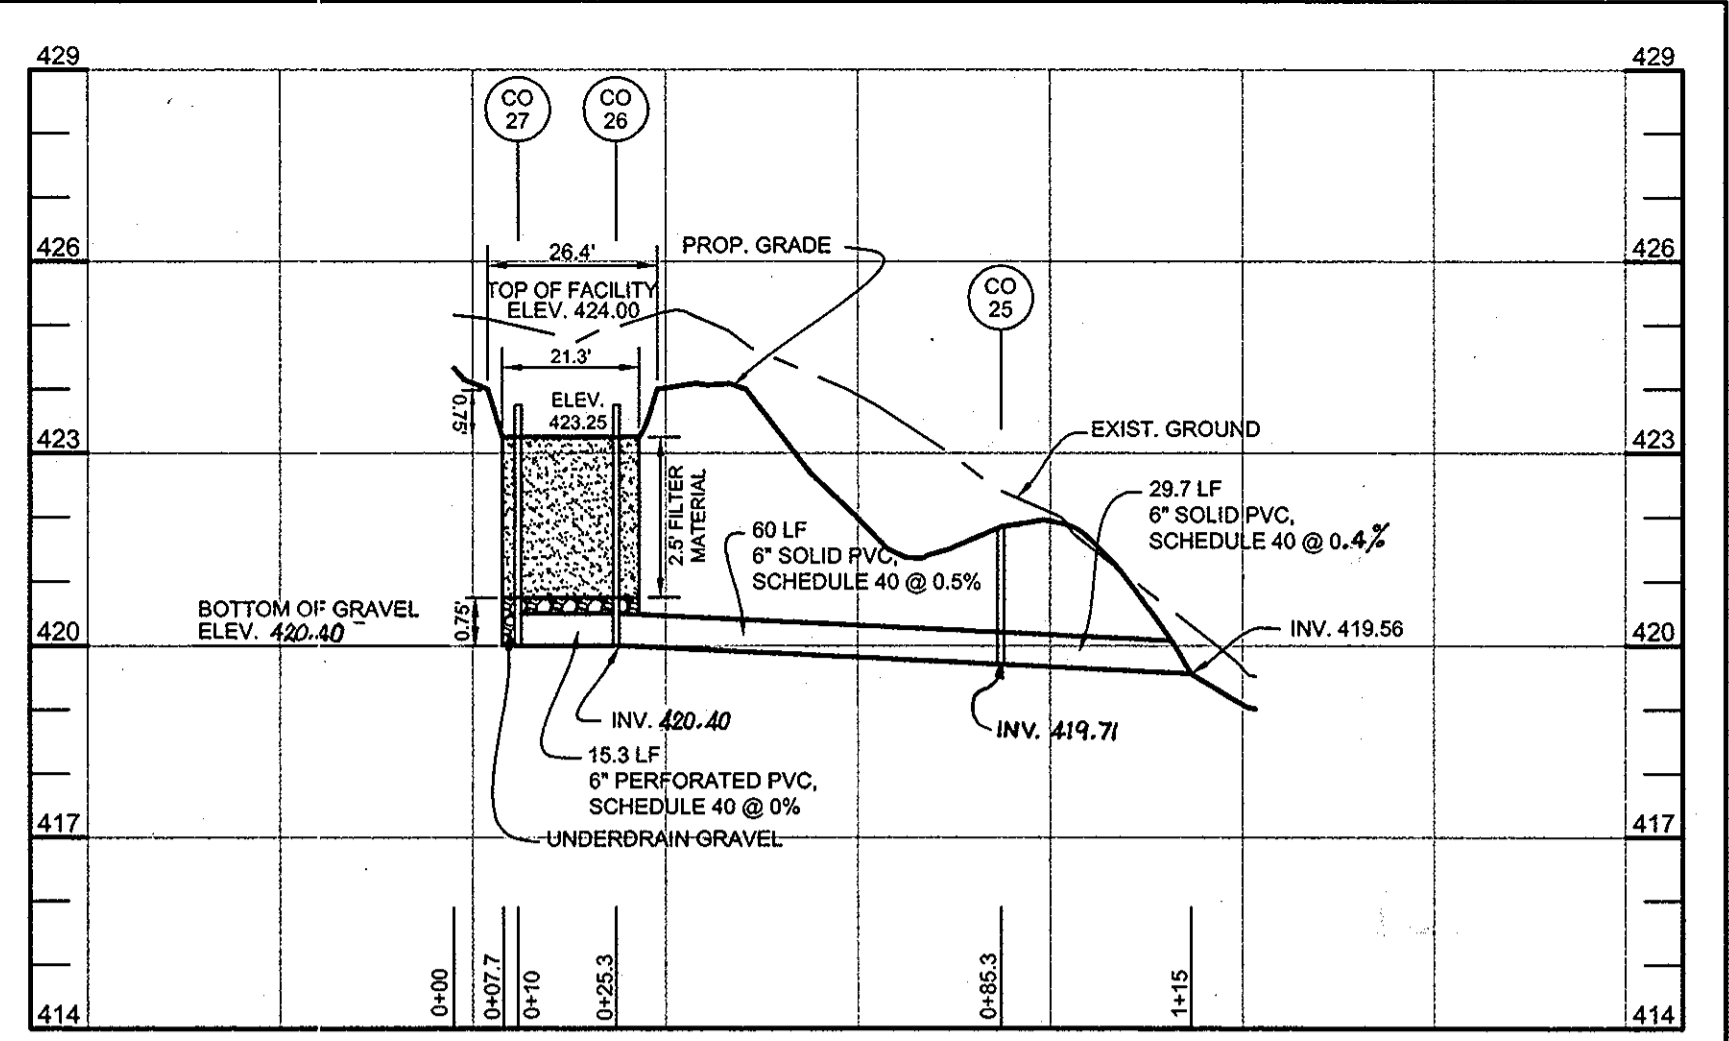 429
429
CO
27
CO
26
426
426
26.4'
PROP. GRADE
TOP OF FACILITY
ELEV. 424.00
CO
25
21.3'
0.75'
ELEV.
423.25
423
423
EXIST. GROUND
2.5' FILTER
MATERIAL
29.7 LF
6" SOLID PVC,
SCHEDULE 40 @ 0.4%
60 LF
6" SOLID PVC,
SCHEDULE 40 @ 0.5%
BOTTOM OF GRAVEL
ELEV. 420.40
0.75'
420
420
INV. 419.56
INV. 420.40
INV. 419.71
15.3 LF
6" PERFORATED PVC,
SCHEDULE 40 @ 0%
UNDERDRAIN GRAVEL
417
417
0+00
0+07.7
0+10
0+25.3
0+85.3
1+15
414
414